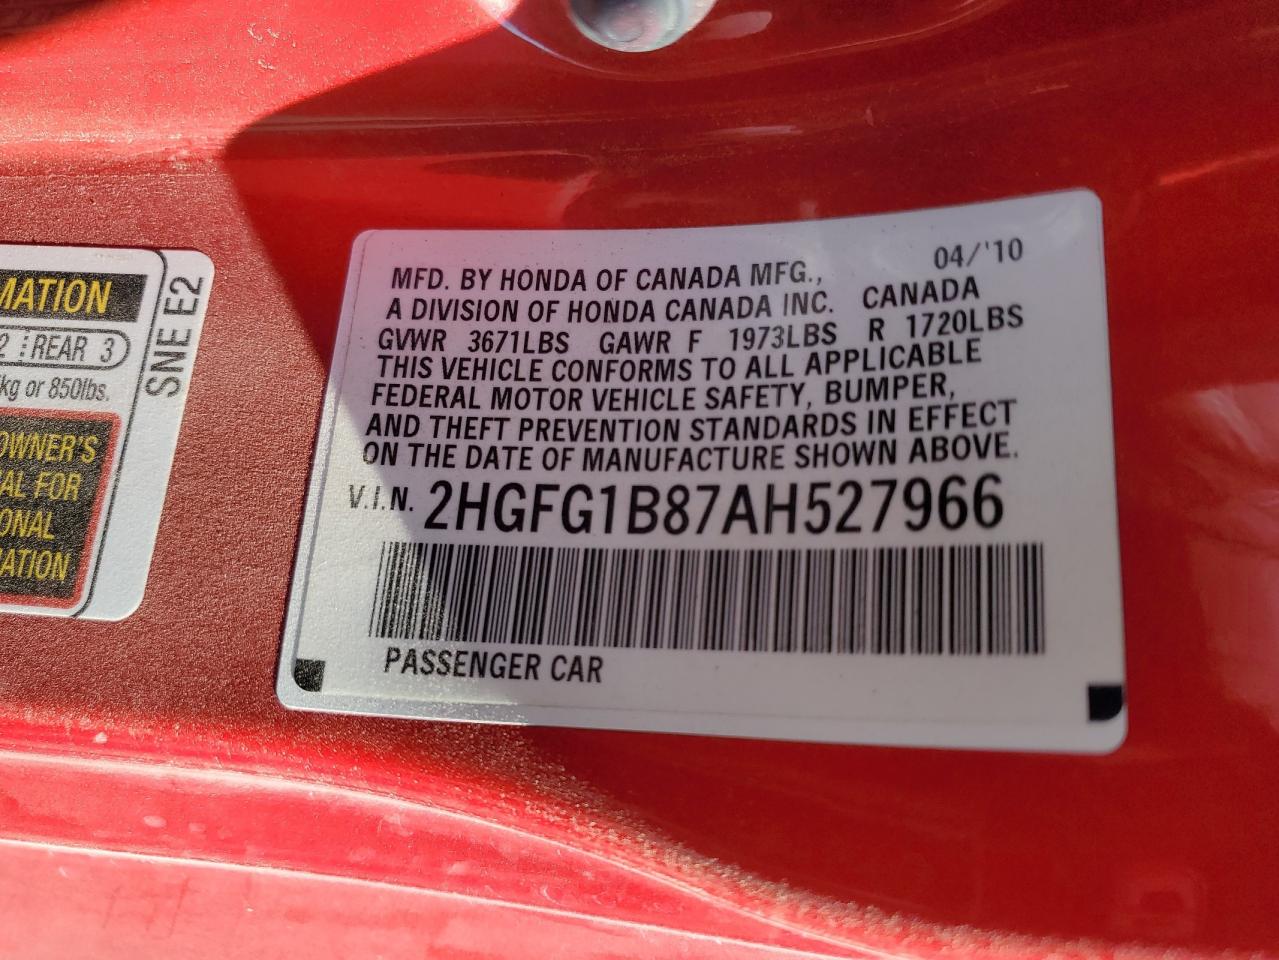 MATION
2 REAR 3
kg or 850lbs.
OWNER'S
AL FOR
ONAL
ATION
SNE E2
04/'10
MFD. BY HONDA OF CANADA MFG.,
A DIVISION OF HONDA CANADA INC. CANADA
GVWR 3671LBS GAWR F 1973LBS R 1720LBS
THIS VEHICLE CONFORMS TO ALL APPLICABLE
FEDERAL MOTOR VEHICLE SAFETY, BUMPER,
AND THEFT PREVENTION STANDARDS IN EFFECT
ON THE DATE OF MANUFACTURE SHOWN ABOVE.
V.I.N. 2HGFG1B87AH527966
PASSENGER CAR